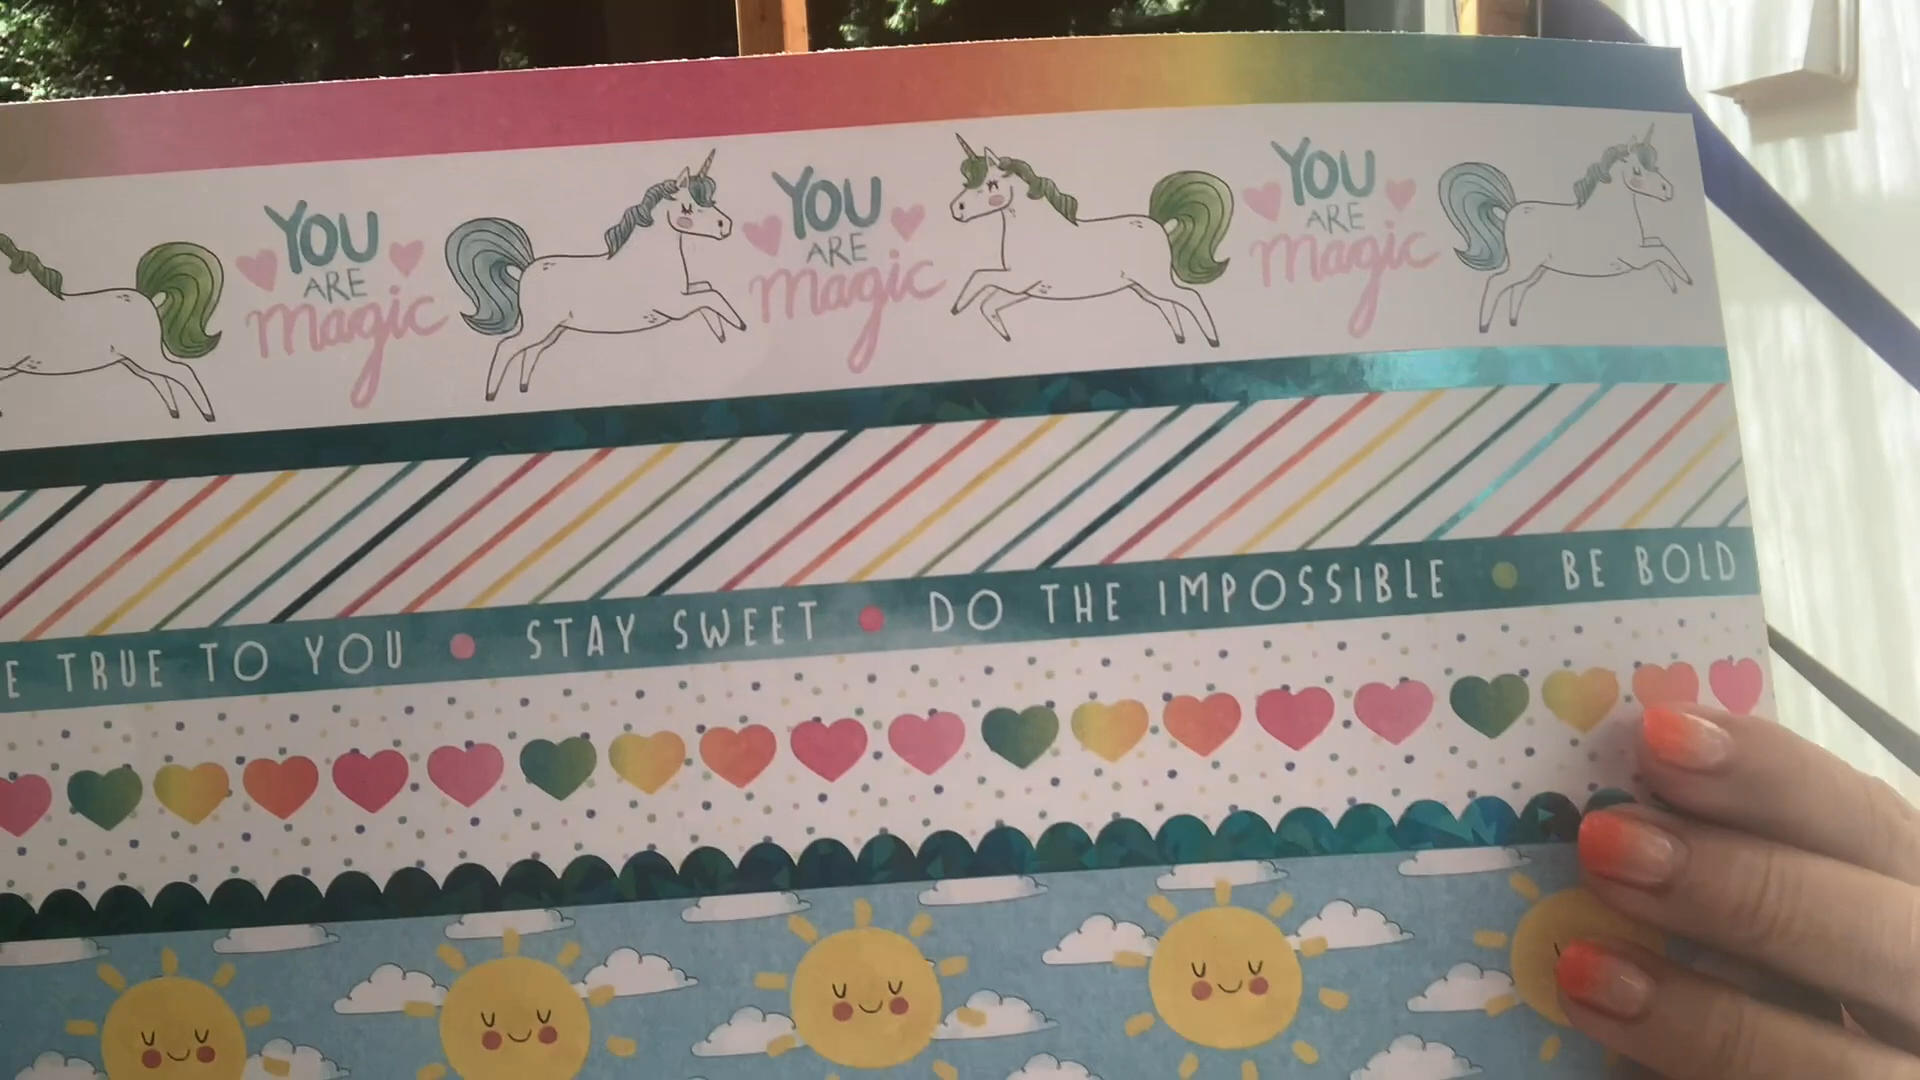 YOU
ARE
magic
YOU
ARE
magic
YOU
ARE
magic
E TRUE TO YOU • STAY SWEET • DO THE IMPOSSIBLE • BE BOLD